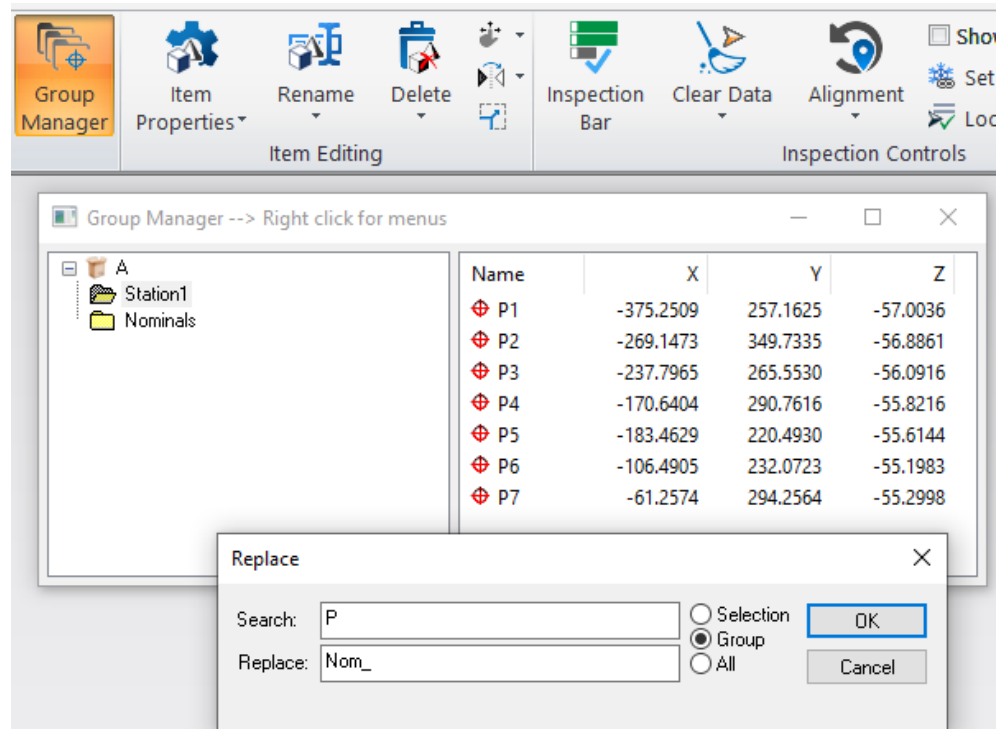 Group Manager
Item Properties
Rename
Delete
Inspection Bar
Clear Data
Alignment
Show
Set
Loc
Item Editing
Inspection Controls
Group Manager --> Right click for menus
A
Station1
Nominals
Name X Y Z
P1 -375.2509 257.1625 -57.0036
P2 -269.1473 349.7335 -56.8861
P3 -237.7965 265.5530 -56.0916
P4 -170.6404 290.7616 -55.8216
P5 -183.4629 220.4930 -55.6144
P6 -106.4905 232.0723 -55.1983
P7 -61.2574 294.2564 -55.2998
Replace
Search: P
Replace: Nom_
Selection
Group
All
OK
Cancel